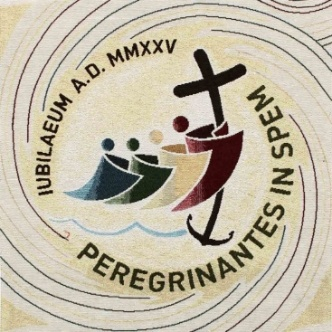 IUBILAEUM A.D. MMXXV
PEREGRINANTES IN SPEM